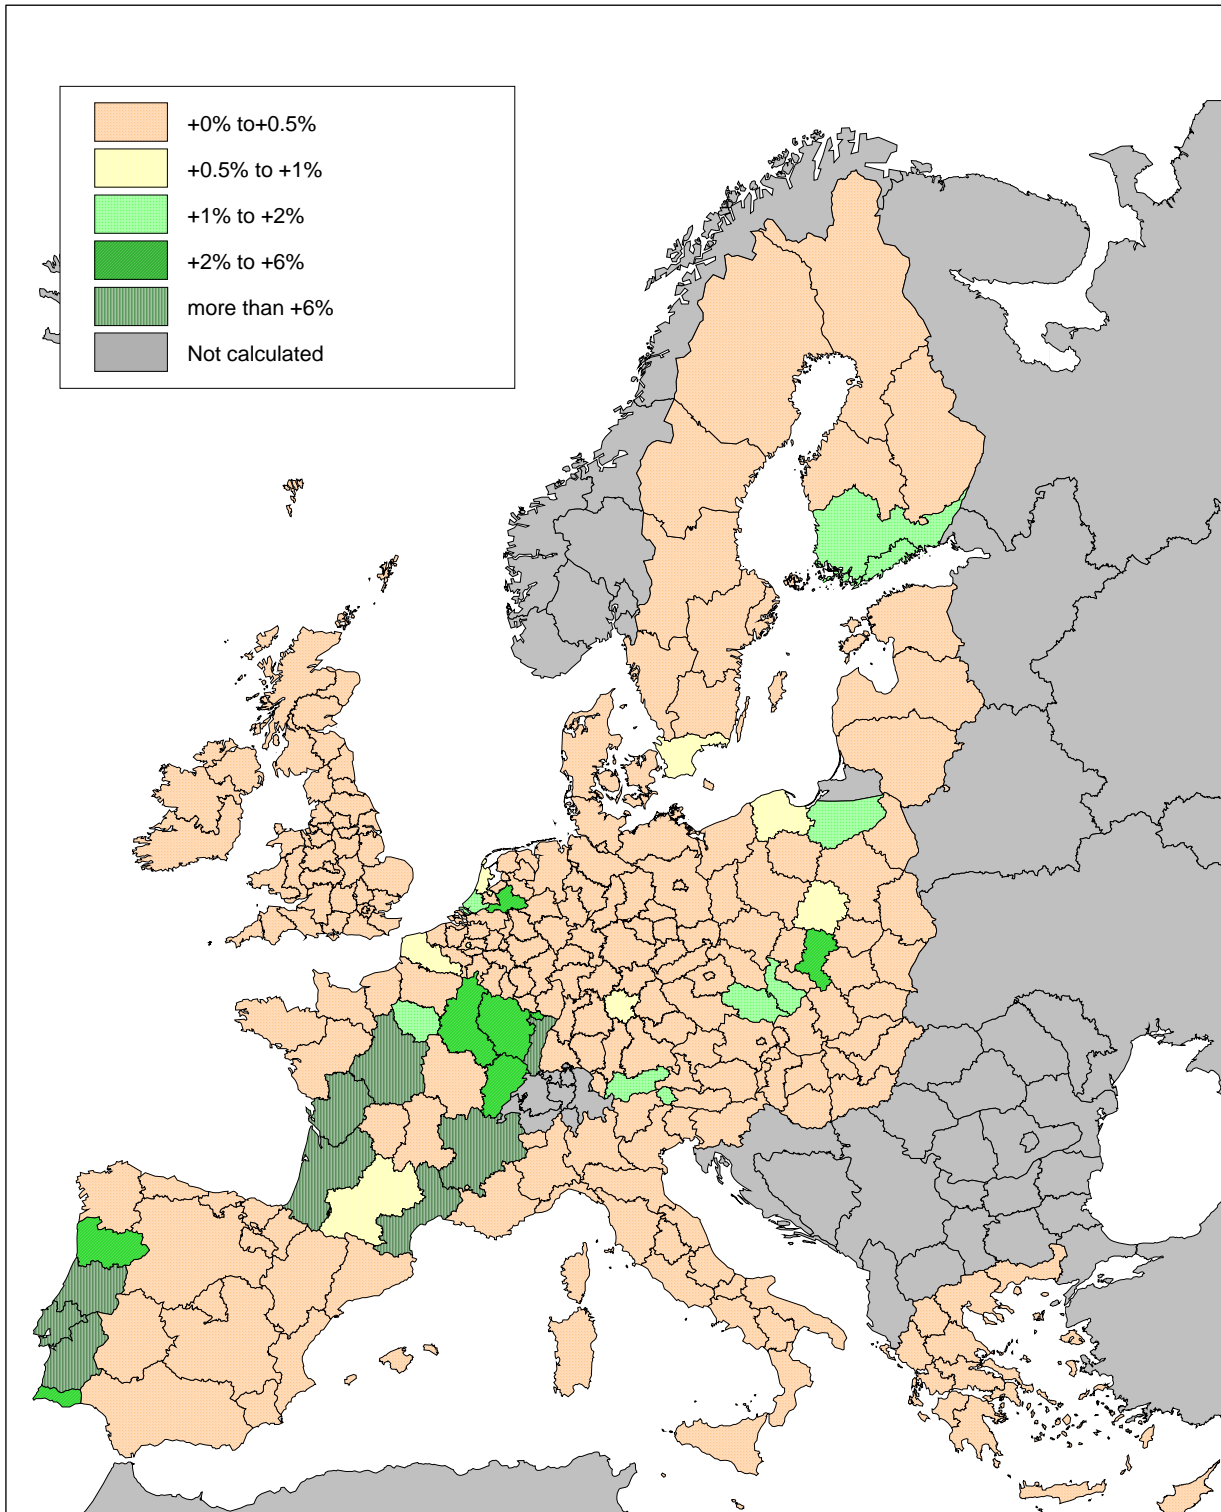 +0% to+0.5%
+0.5% to +1%
+1% to +2%
+2% to +6%
more than +6%
Not calculated